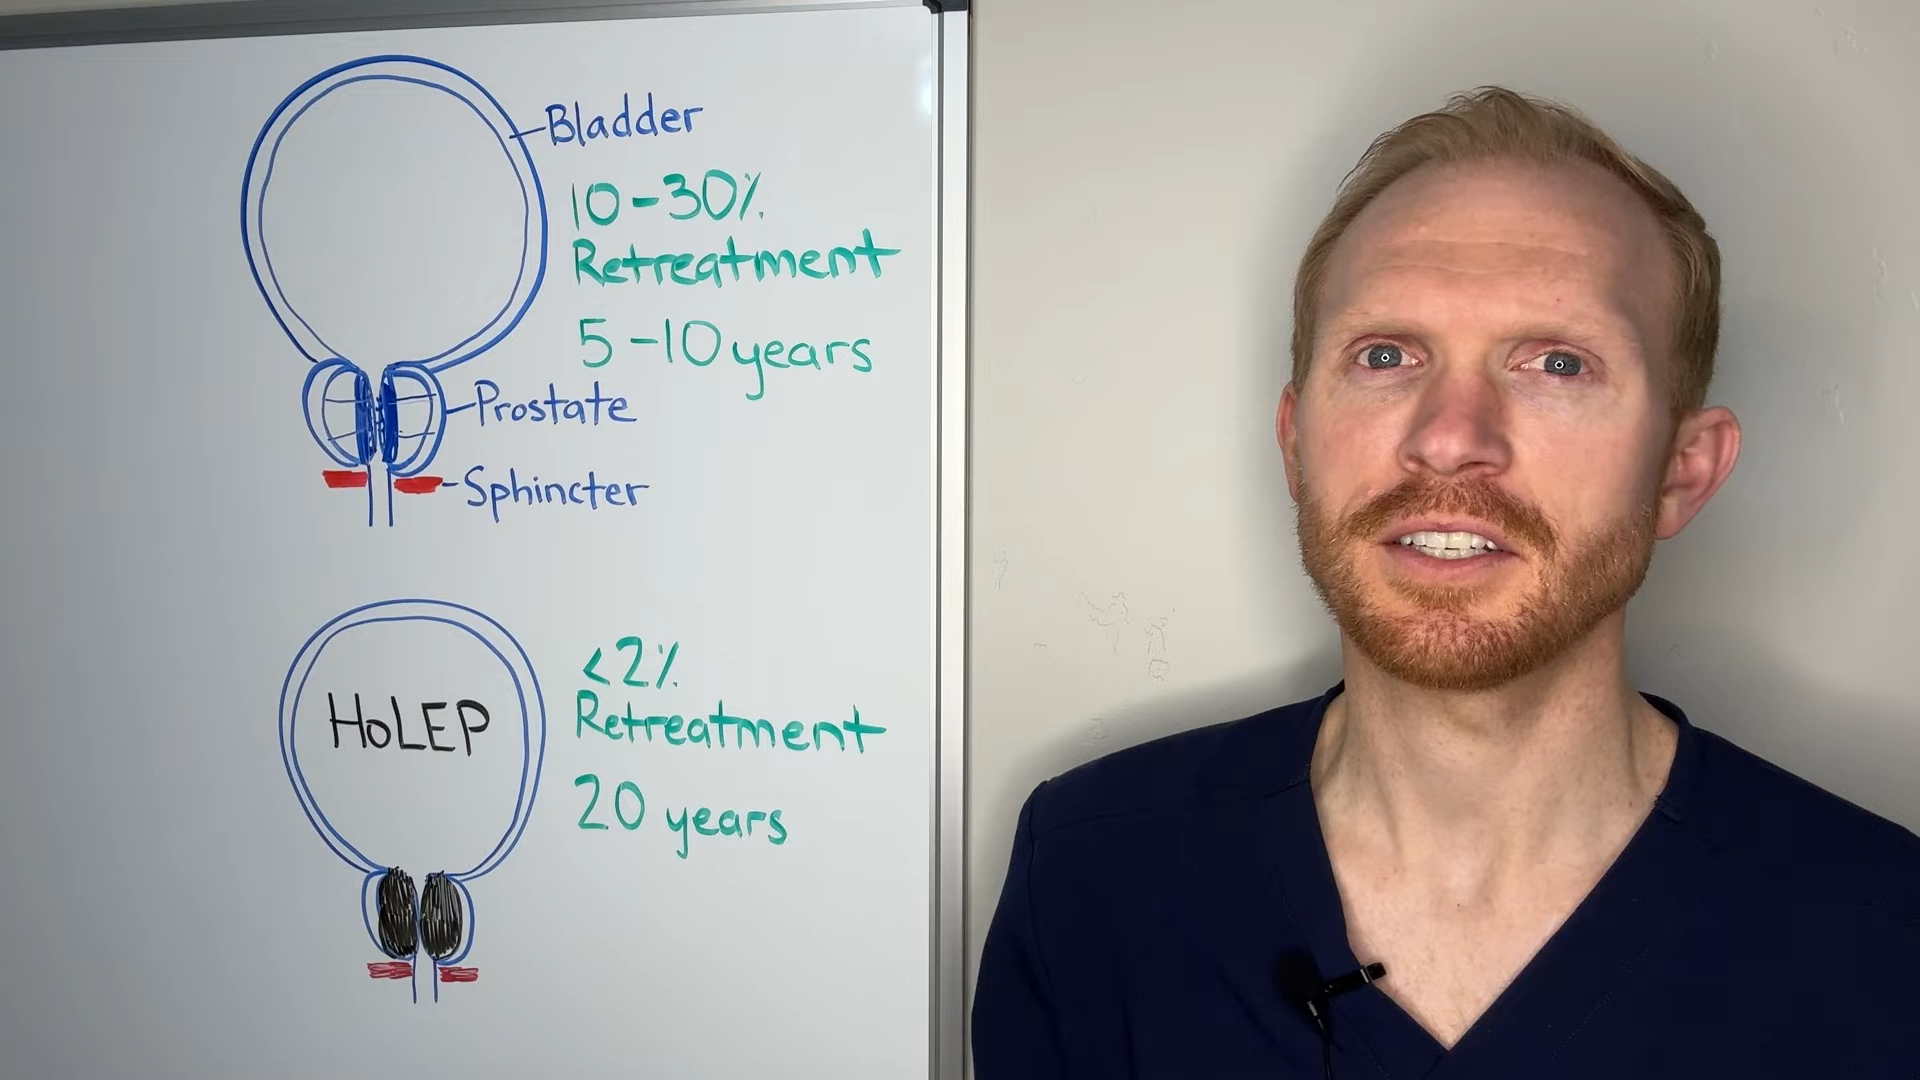 Bladder
10-30%
Retreatment
5-10 years
Prostate
Sphincter
HoLEP
<2%
Retreatment
20 years